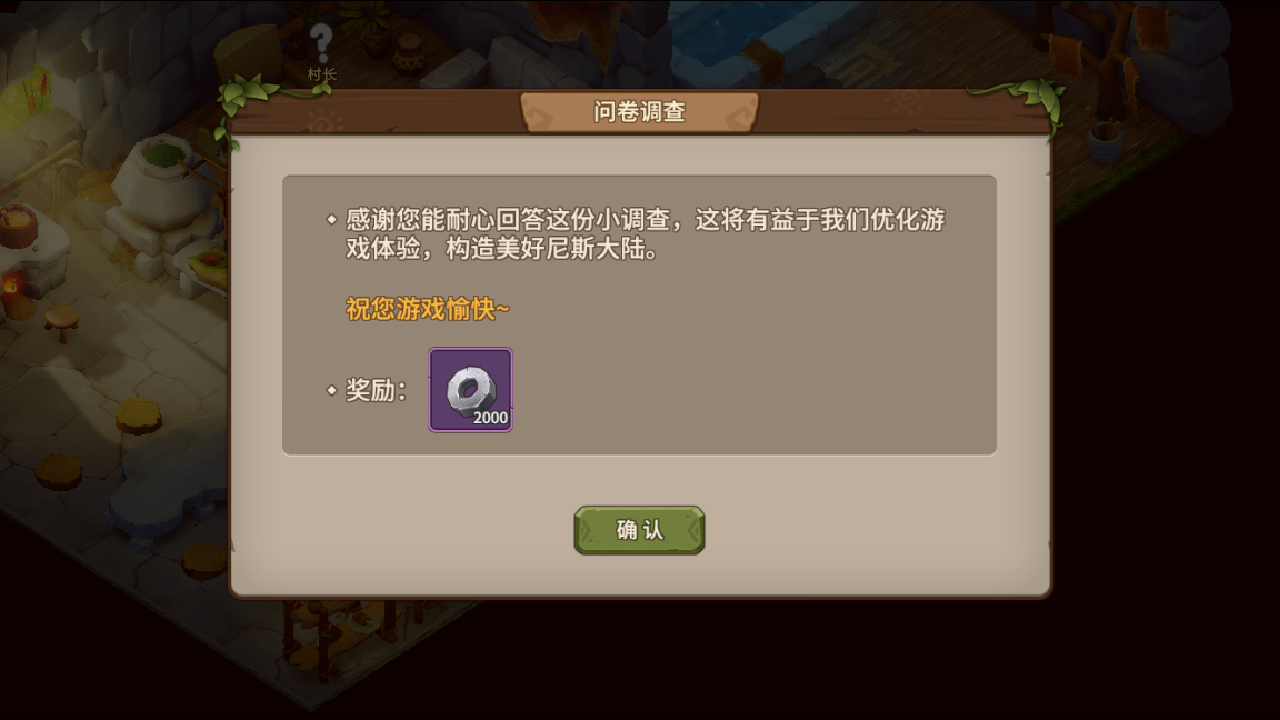 村长
问卷调查
感谢您能耐心回答这份小调查，这将有益于我们优化游
戏体验，构造美好尼斯大陆。
祝您游戏愉快~
奖励：
2000
确认